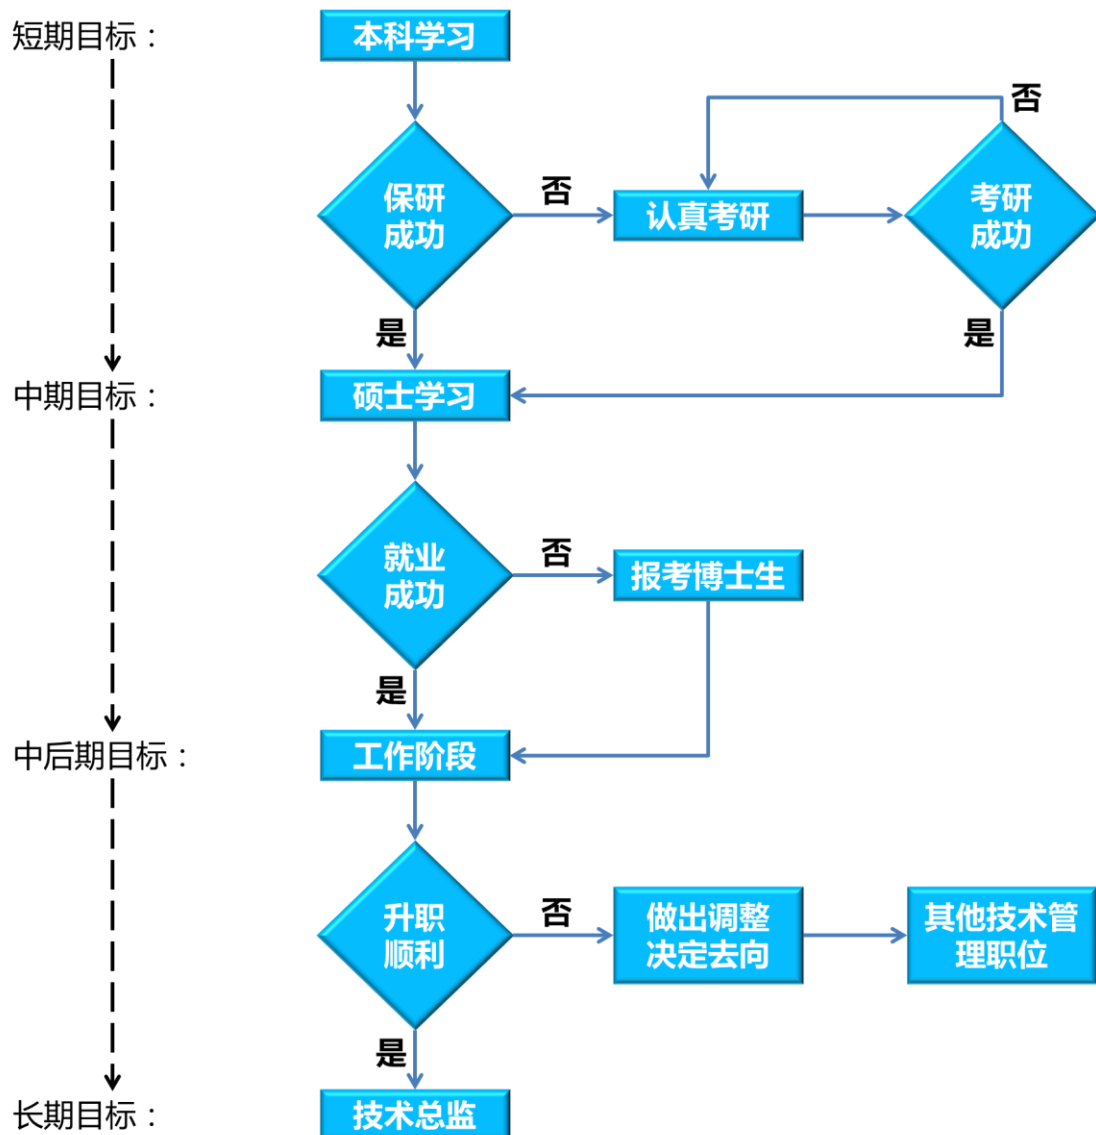 短期目标：
本科学习
否
保研
成功
否
认真考研
考研
成功
是
是
中期目标：
硕士学习
就业
成功
否
报考博士生
是
中后期目标：
工作阶段
升职
顺利
否
做出调整
决定去向
其他技术管
理职位
是
长期目标：
技术总监